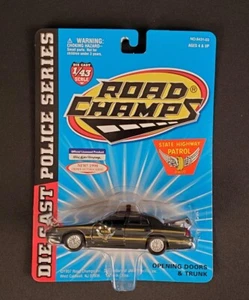 WARNING:
CHOKING HAZARD-Small parts.
Not for children under 3 years.
AGES 4 & UP
DIE CAST
1/43
SCALE
ROAD
CHAMPS®
DIE CAST POLICE SERIES
STATE HIGHWAY
PATROL
OPENING DOORS
& TRUNK